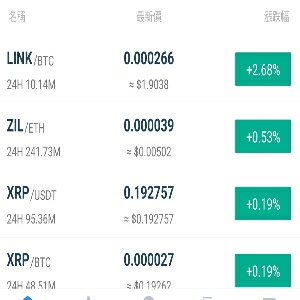 名稱 最新價 漲跌幅
LINK/BTC 0.000266 +2.68%
24H 10.14M ≈ $1.9038
ZIL/ETH 0.000039 +0.53%
24H 241.73M ≈ $0.00502
XRP/USDT 0.192757 +0.19%
24H 95.36M ≈ $0.192757
XRP/BTC 0.000027 +0.19%
24H 48.51M ≈ $0.19262